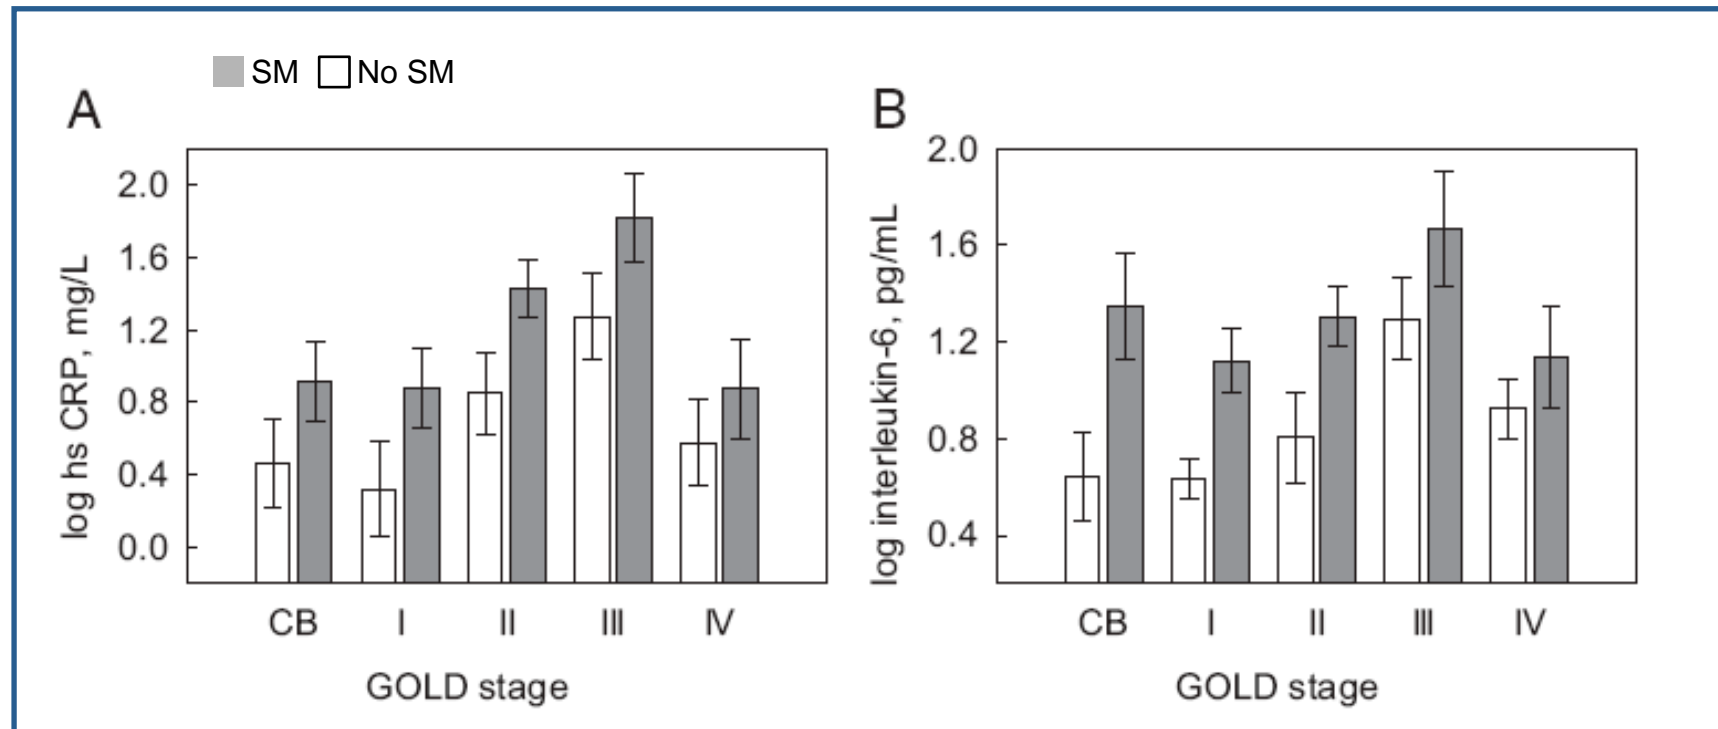 SM No SM
A
log hs CRP, mg/L
2.0
1.6
1.2
0.8
0.4
0.0
CB I II III IV
GOLD stage
B
log interleukin-6, pg/mL
2.0
1.6
1.2
0.8
0.4
CB I II III IV
GOLD stage